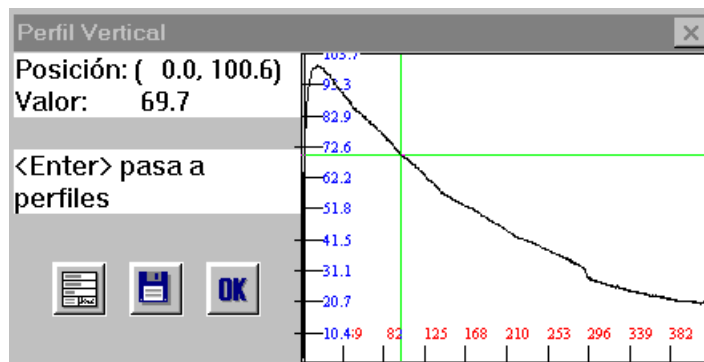 Perfil Vertical
Posición: ( 0.0, 100.6)
Valor: 69.7
<Enter> pasa a
perfiles
OK
103.7
93.3
82.9
72.6
62.2
51.8
41.5
31.1
20.7
10.4
82 125 168 210 253 296 339 382